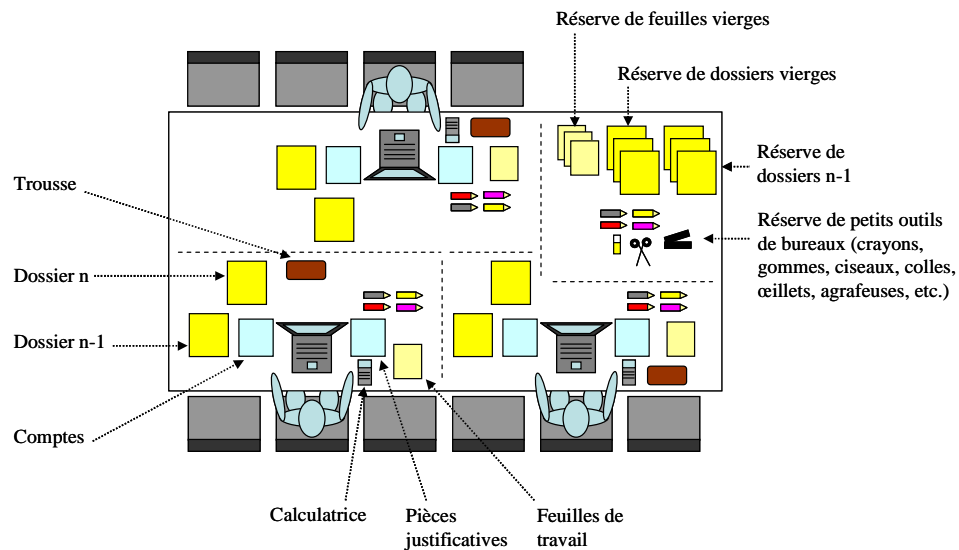 Réserve de feuilles vierges
Réserve de dossiers vierges
Réserve de
dossiers n-1
Trousse
Réserve de petits outils
de bureaux (crayons,
gommes, ciseaux, colles,
œillets, agrafeuses, etc.)
Dossier n
Dossier n-1
Comptes
Calculatrice
Pièces
justificatives
Feuilles de
travail